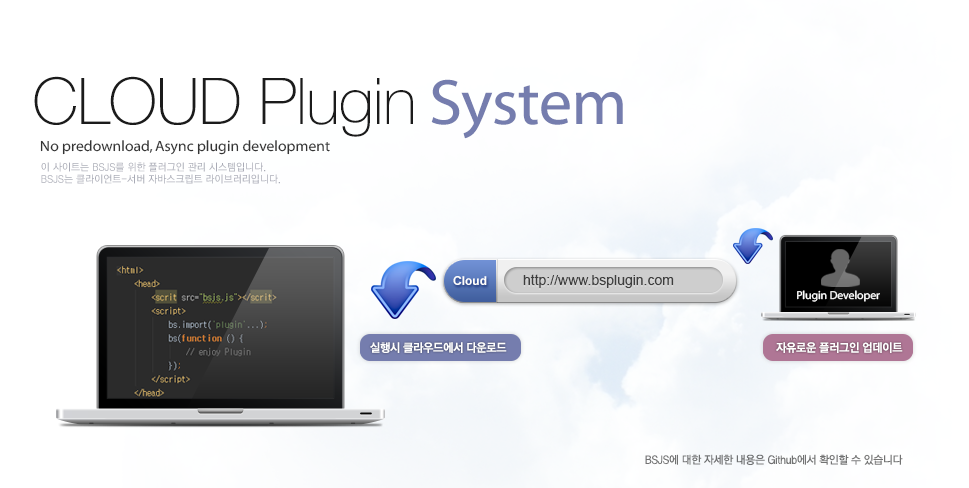 CLOUD Plugin System
No predownload, Async plugin development
이 사이트는 BSJS를 위한 플러그인 관리 시스템입니다.
BSJS는 클라이언트-서버 자바스크립트 라이브러리입니다.
<html>
<head>
<scrit src="bsjs.js"></scrit>
<script>
bs.import(`plugin`...);
bs(function () {
// enjoy Plugin
});
</script>
</head>
Cloud
http://www.bsplugin.com
Plugin Developer
실행시 클라우드에서 다운로드
자유로운 플러그인 업데이트
BSJS에 대한 자세한 내용은 Github에서 확인할 수 있습니다